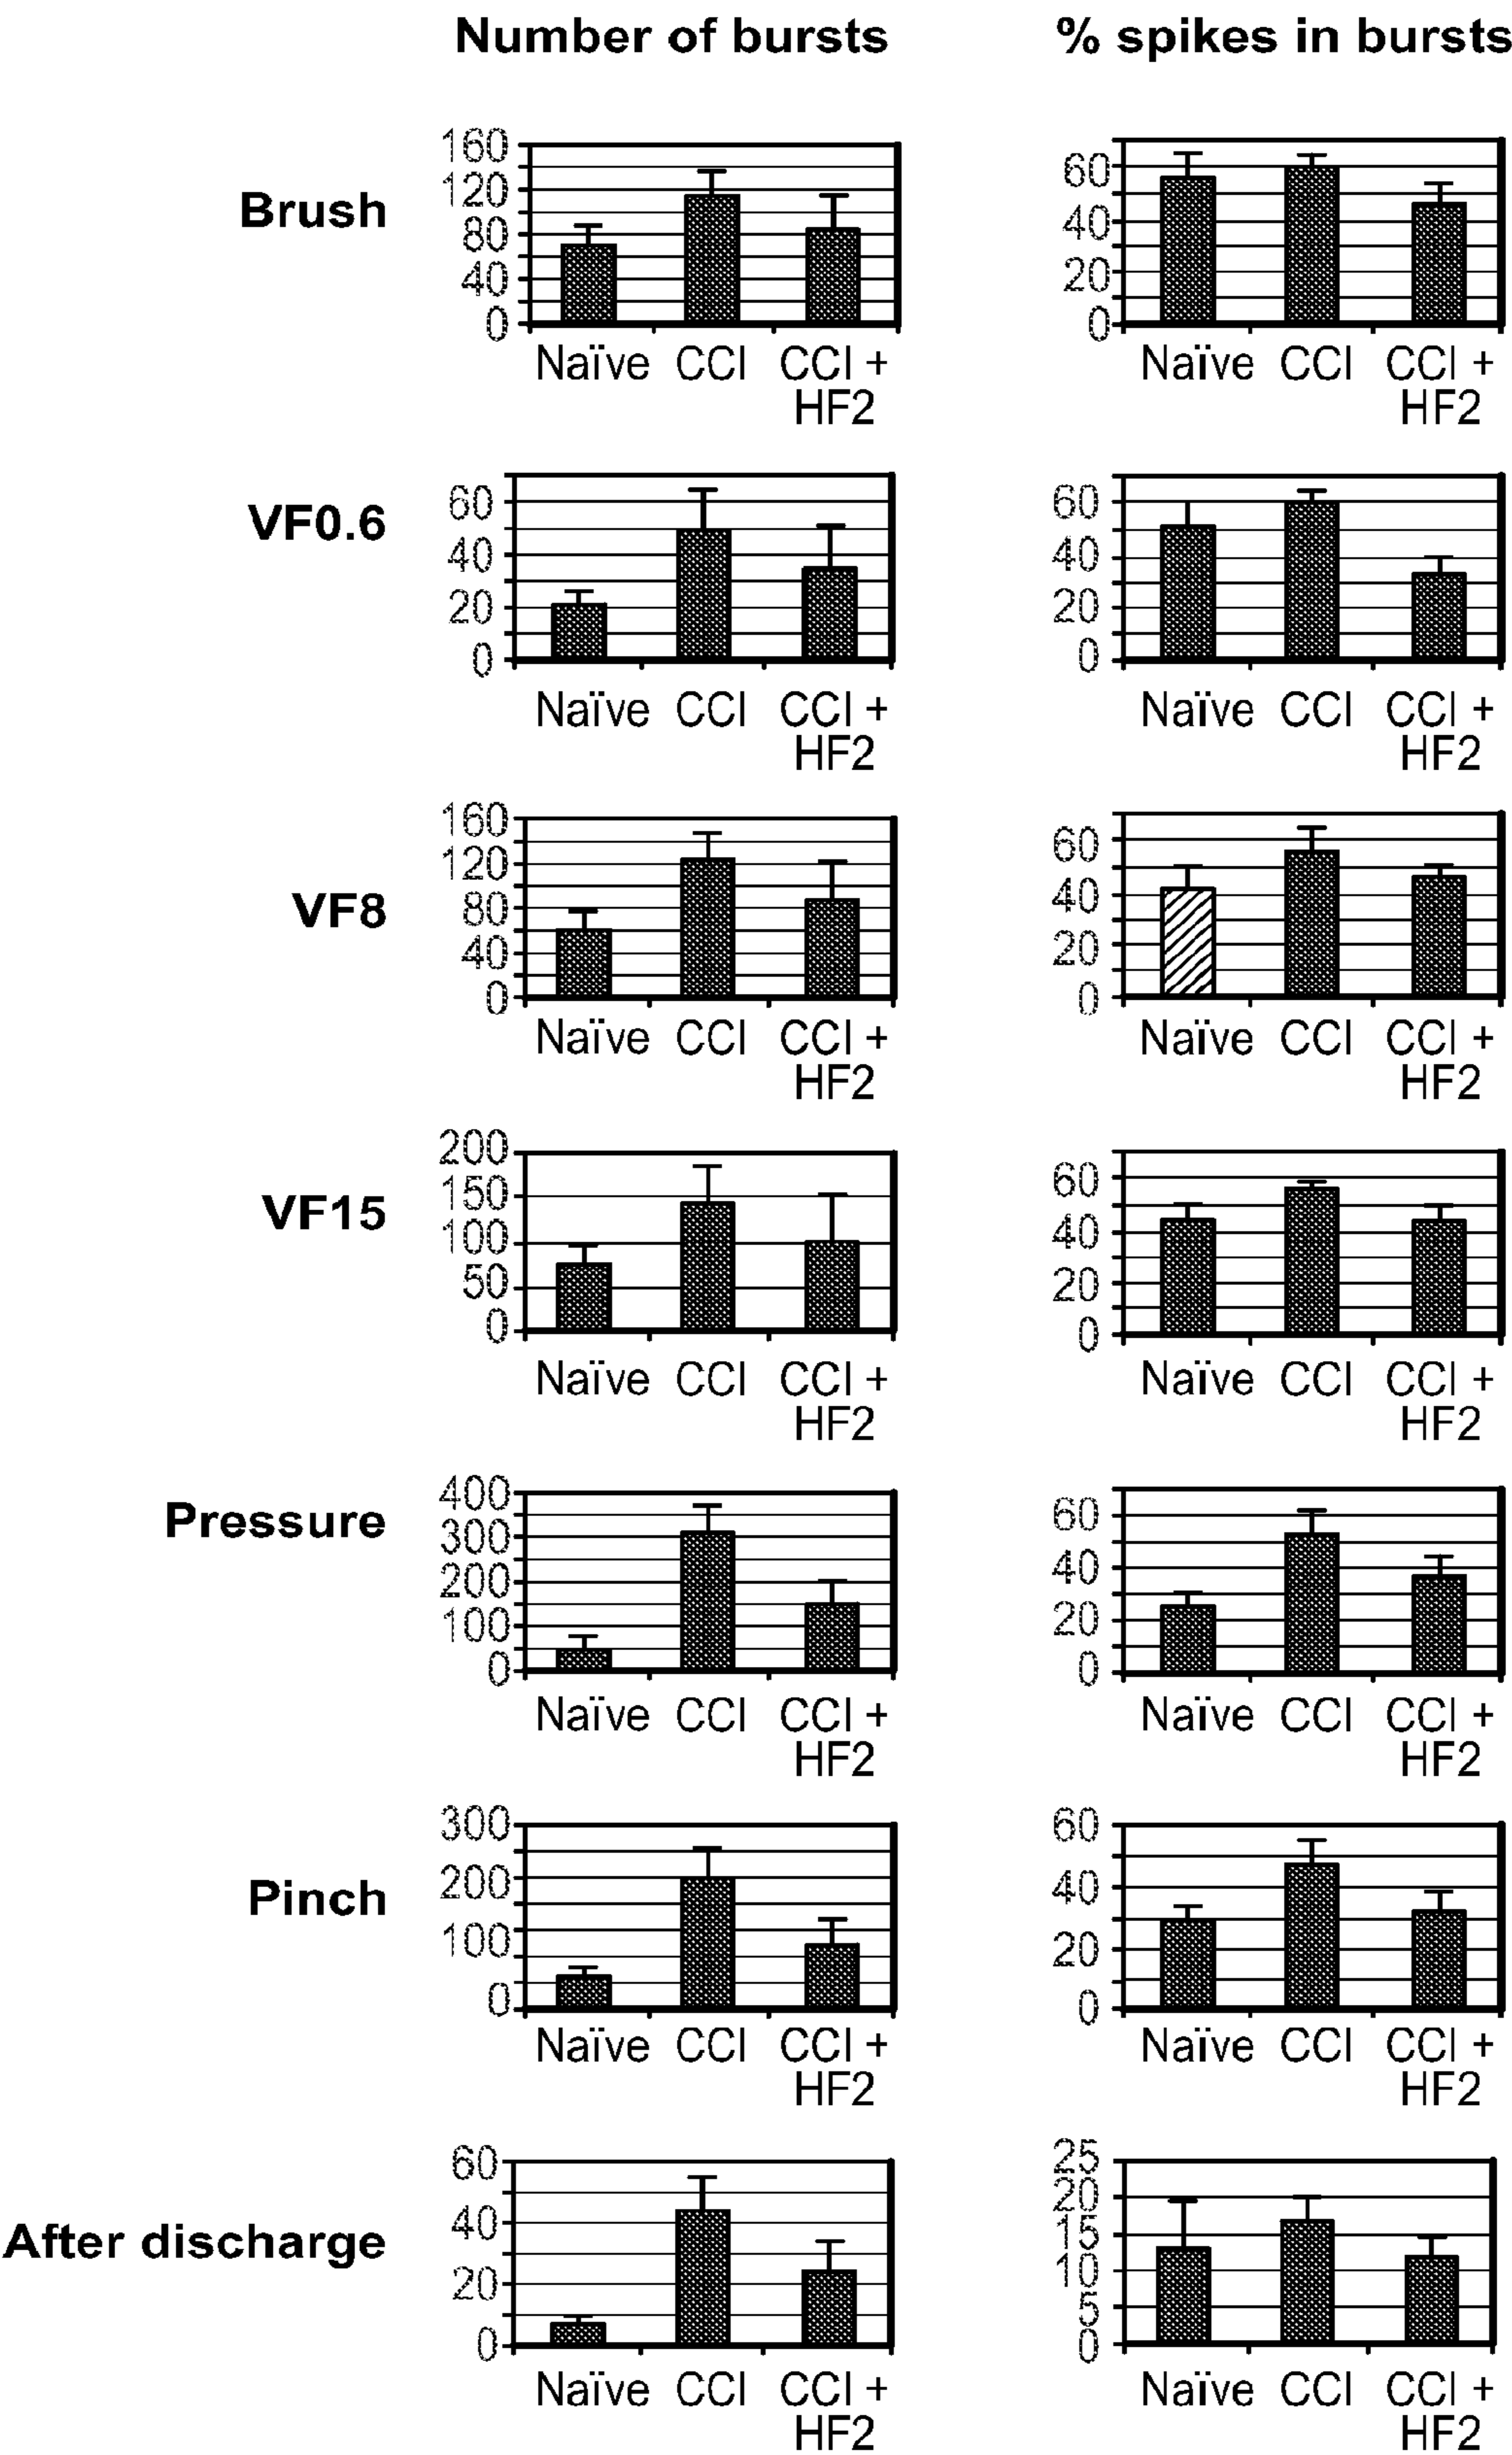 Number of bursts % spikes in bursts
Brush
160
120
80
40
0
Naïve CCI CCI +
HF2
60
40
20
0
Naïve CCI CCI +
HF2
VF0.6
60
40
20
0
Naïve CCI CCI +
HF2
60
40
20
0
Naïve CCI CCI +
HF2
VF8
160
120
80
40
0
Naïve CCI CCI +
HF2
60
40
20
0
Naïve CCI CCI +
HF2
VF15
200
150
100
50
0
Naïve CCI CCI +
HF2
60
40
20
0
Naïve CCI CCI +
HF2
Pressure
400
300
200
100
0
Naïve CCI CCI +
HF2
60
40
20
0
Naïve CCI CCI +
HF2
Pinch
300
200
100
0
Naïve CCI CCI +
HF2
60
40
20
0
Naïve CCI CCI +
HF2
After discharge
60
40
20
0
Naïve CCI CCI +
HF2
25
20
15
10
5
0
Naïve CCI CCI +
HF2